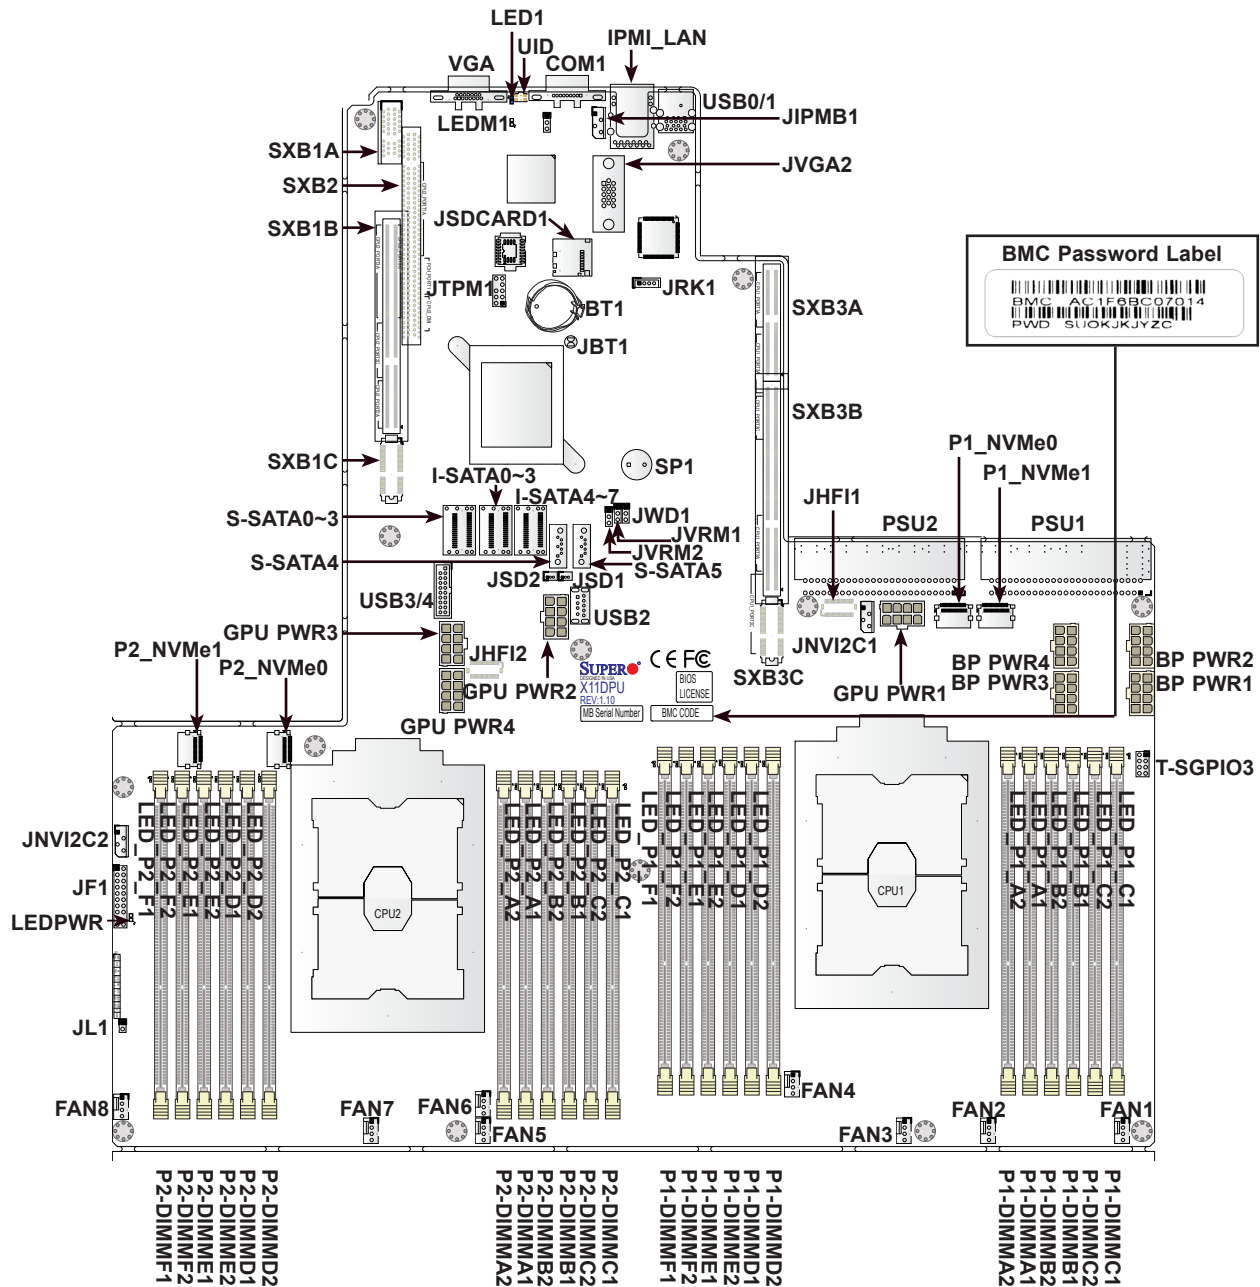 LED1
UID
IPMI_LAN
VGA
COM1
USB0/1
LEDM1
JIPMB1
SXB1A
JVGA2
SXB2
SXB1B
JSDCARD1
BMC Password Label
BMC AC1F6BC07014
PWD SUOKJKJYZC
JTPM1
JRK1
SXB3A
BT1
JBT1
SXB3B
P1_NVMe0
SXB1C
SP1
P1_NVMe1
I-SATA0~3
I-SATA4~7
JHFI1
S-SATA0~3
JWD1
PSU2
PSU1
JVRM1
JVRM2
S-SATA4
S-SATA5
JSD2
JSD1
USB3/4
USB2
GPU PWR3
JNVI2C1
P2_NVMe1
JHFI2
BP PWR4
BP PWR2
P2_NVMe0
SXB3C
BP PWR3
BP PWR1
GPU PWR2
GPU PWR1
SUPER
DESIGNED IN USA
X11DPU
REV:1.10
CE FC
BIOS
LICENSE
MB Serial Number
BMC CODE
GPU PWR4
T-SGPIO3
JNVI2C2
JF1
LEDPWR
JL1
LED_P2_F1
LED_P2_F2
LED_P2_E1
LED_P2_E2
LED_P2_D1
LED_P2_D2
CPU2
LED_P2_A2
LED_P2_A1
LED_P2_B2
LED_P2_B1
LED_P2_C2
LED_P2_C1
LED_P1_F1
LED_P1_F2
LED_P1_E1
LED_P1_E2
LED_P1_D1
LED_P1_D2
CPU1
LED_P1_A2
LED_P1_A1
LED_P1_B2
LED_P1_B1
LED_P1_C2
LED_P1_C1
FAN8
FAN7
FAN6
FAN5
FAN4
FAN3
FAN2
FAN1
P2-DIMMF1
P2-DIMMF2
P2-DIMME1
P2-DIMME2
P2-DIMMD1
P2-DIMMD2
P2-DIMMA2
P2-DIMMA1
P2-DIMMB2
P2-DIMMB1
P2-DIMMC2
P2-DIMMC1
P1-DIMMF1
P1-DIMMF2
P1-DIMME1
P1-DIMME2
P1-DIMMD1
P1-DIMMD2
P1-DIMMA2
P1-DIMMA1
P1-DIMMB2
P1-DIMMB1
P1-DIMMC2
P1-DIMMC1